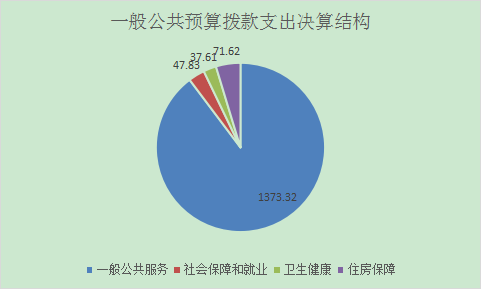 一般公共预算拨款支出决算结构
71.62
37.61
47.83
1373.32
一般公共服务 社会保障和就业 卫生健康 住房保障